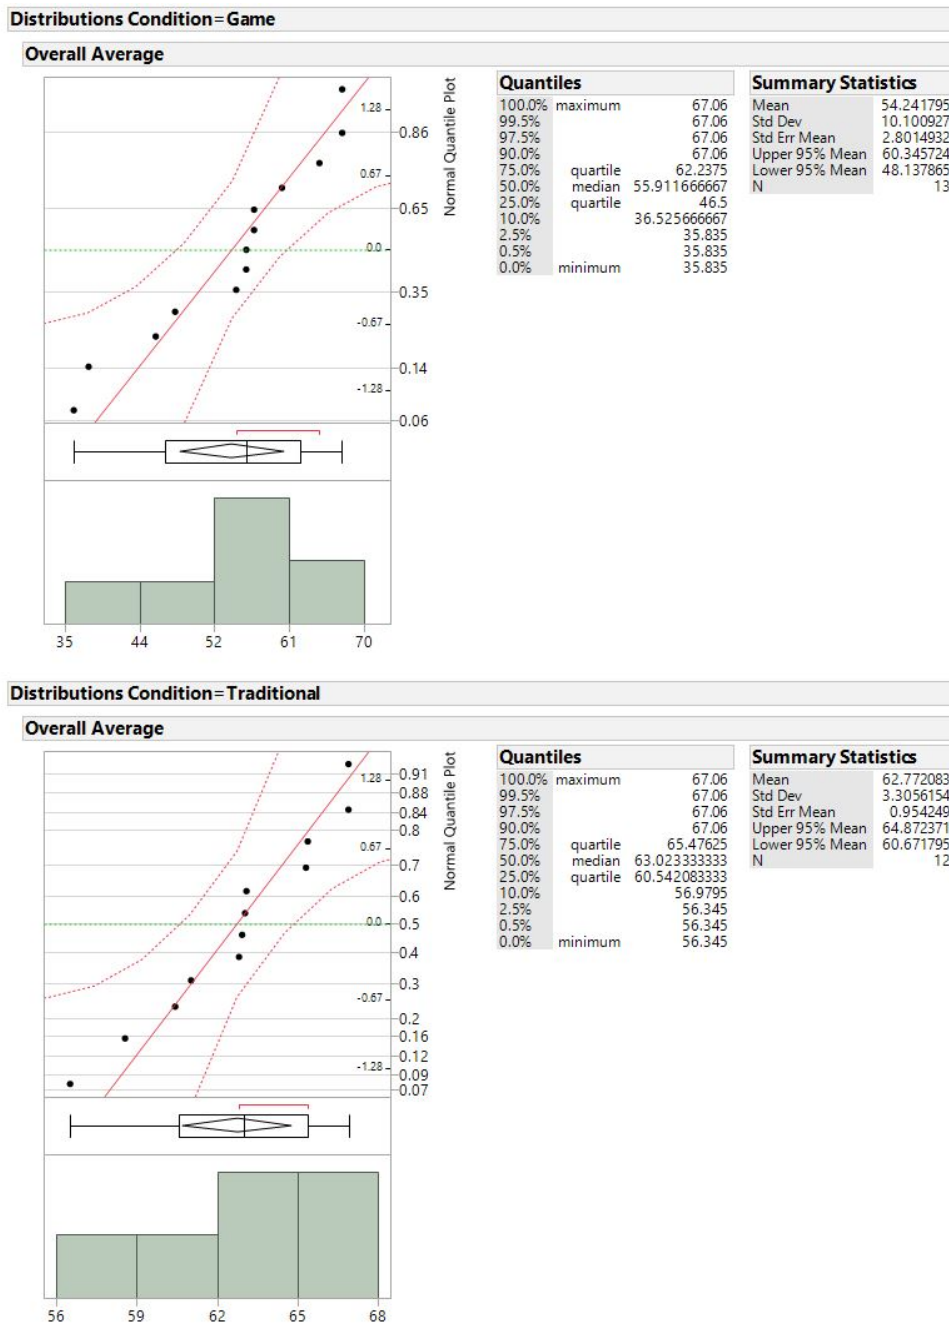 Distributions Condition=Game
Overall Average
Normal Quantile Plot
1.28
0.86
0.67
0.65
0.0
0.35
-0.67
0.14
-1.28
0.06
35 44 52 61 70
Quantiles
100.0% maximum 67.06
99.5% 67.06
97.5% 67.06
90.0% 67.06
75.0% quartile 62.2375
50.0% median 55.911666667
25.0% quartile 46.5
10.0% 36.525666667
2.5% 35.835
0.5% 35.835
0.0% minimum 35.835
Summary Statistics
Mean 54.241795
Std Dev 10.100927
Std Err Mean 2.8014932
Upper 95% Mean 60.345724
Lower 95% Mean 48.137865
N 13
Distributions Condition=Traditional
Overall Average
Normal Quantile Plot
1.28 0.91
0.88
0.84
0.8
0.67 0.7
0.6
0.0 0.5
0.4
-0.67 0.3
0.2
0.16
0.12
-1.28 0.09
0.07
56 59 62 65 68
Quantiles
100.0% maximum 67.06
99.5% 67.06
97.5% 67.06
90.0% 67.06
75.0% quartile 65.47625
50.0% median 63.023333333
25.0% quartile 60.542083333
10.0% 56.9795
2.5% 56.345
0.5% 56.345
0.0% minimum 56.345
Summary Statistics
Mean 62.772083
Std Dev 3.3056154
Std Err Mean 0.954249
Upper 95% Mean 64.872371
Lower 95% Mean 60.671795
N 12